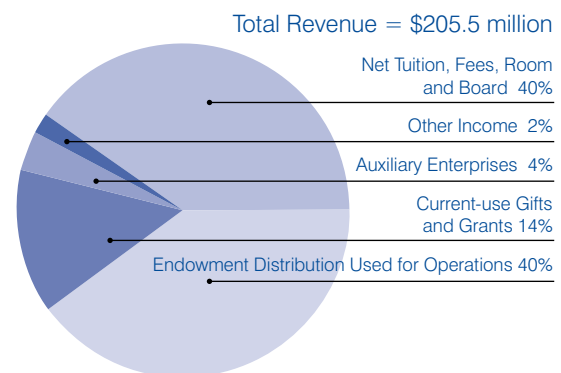 Total Revenue = $205.5 million
Net Tuition, Fees, Room
and Board 40%
Other Income 2%
Auxiliary Enterprises 4%
Current-use Gifts
and Grants 14%
Endowment Distribution Used for Operations 40%